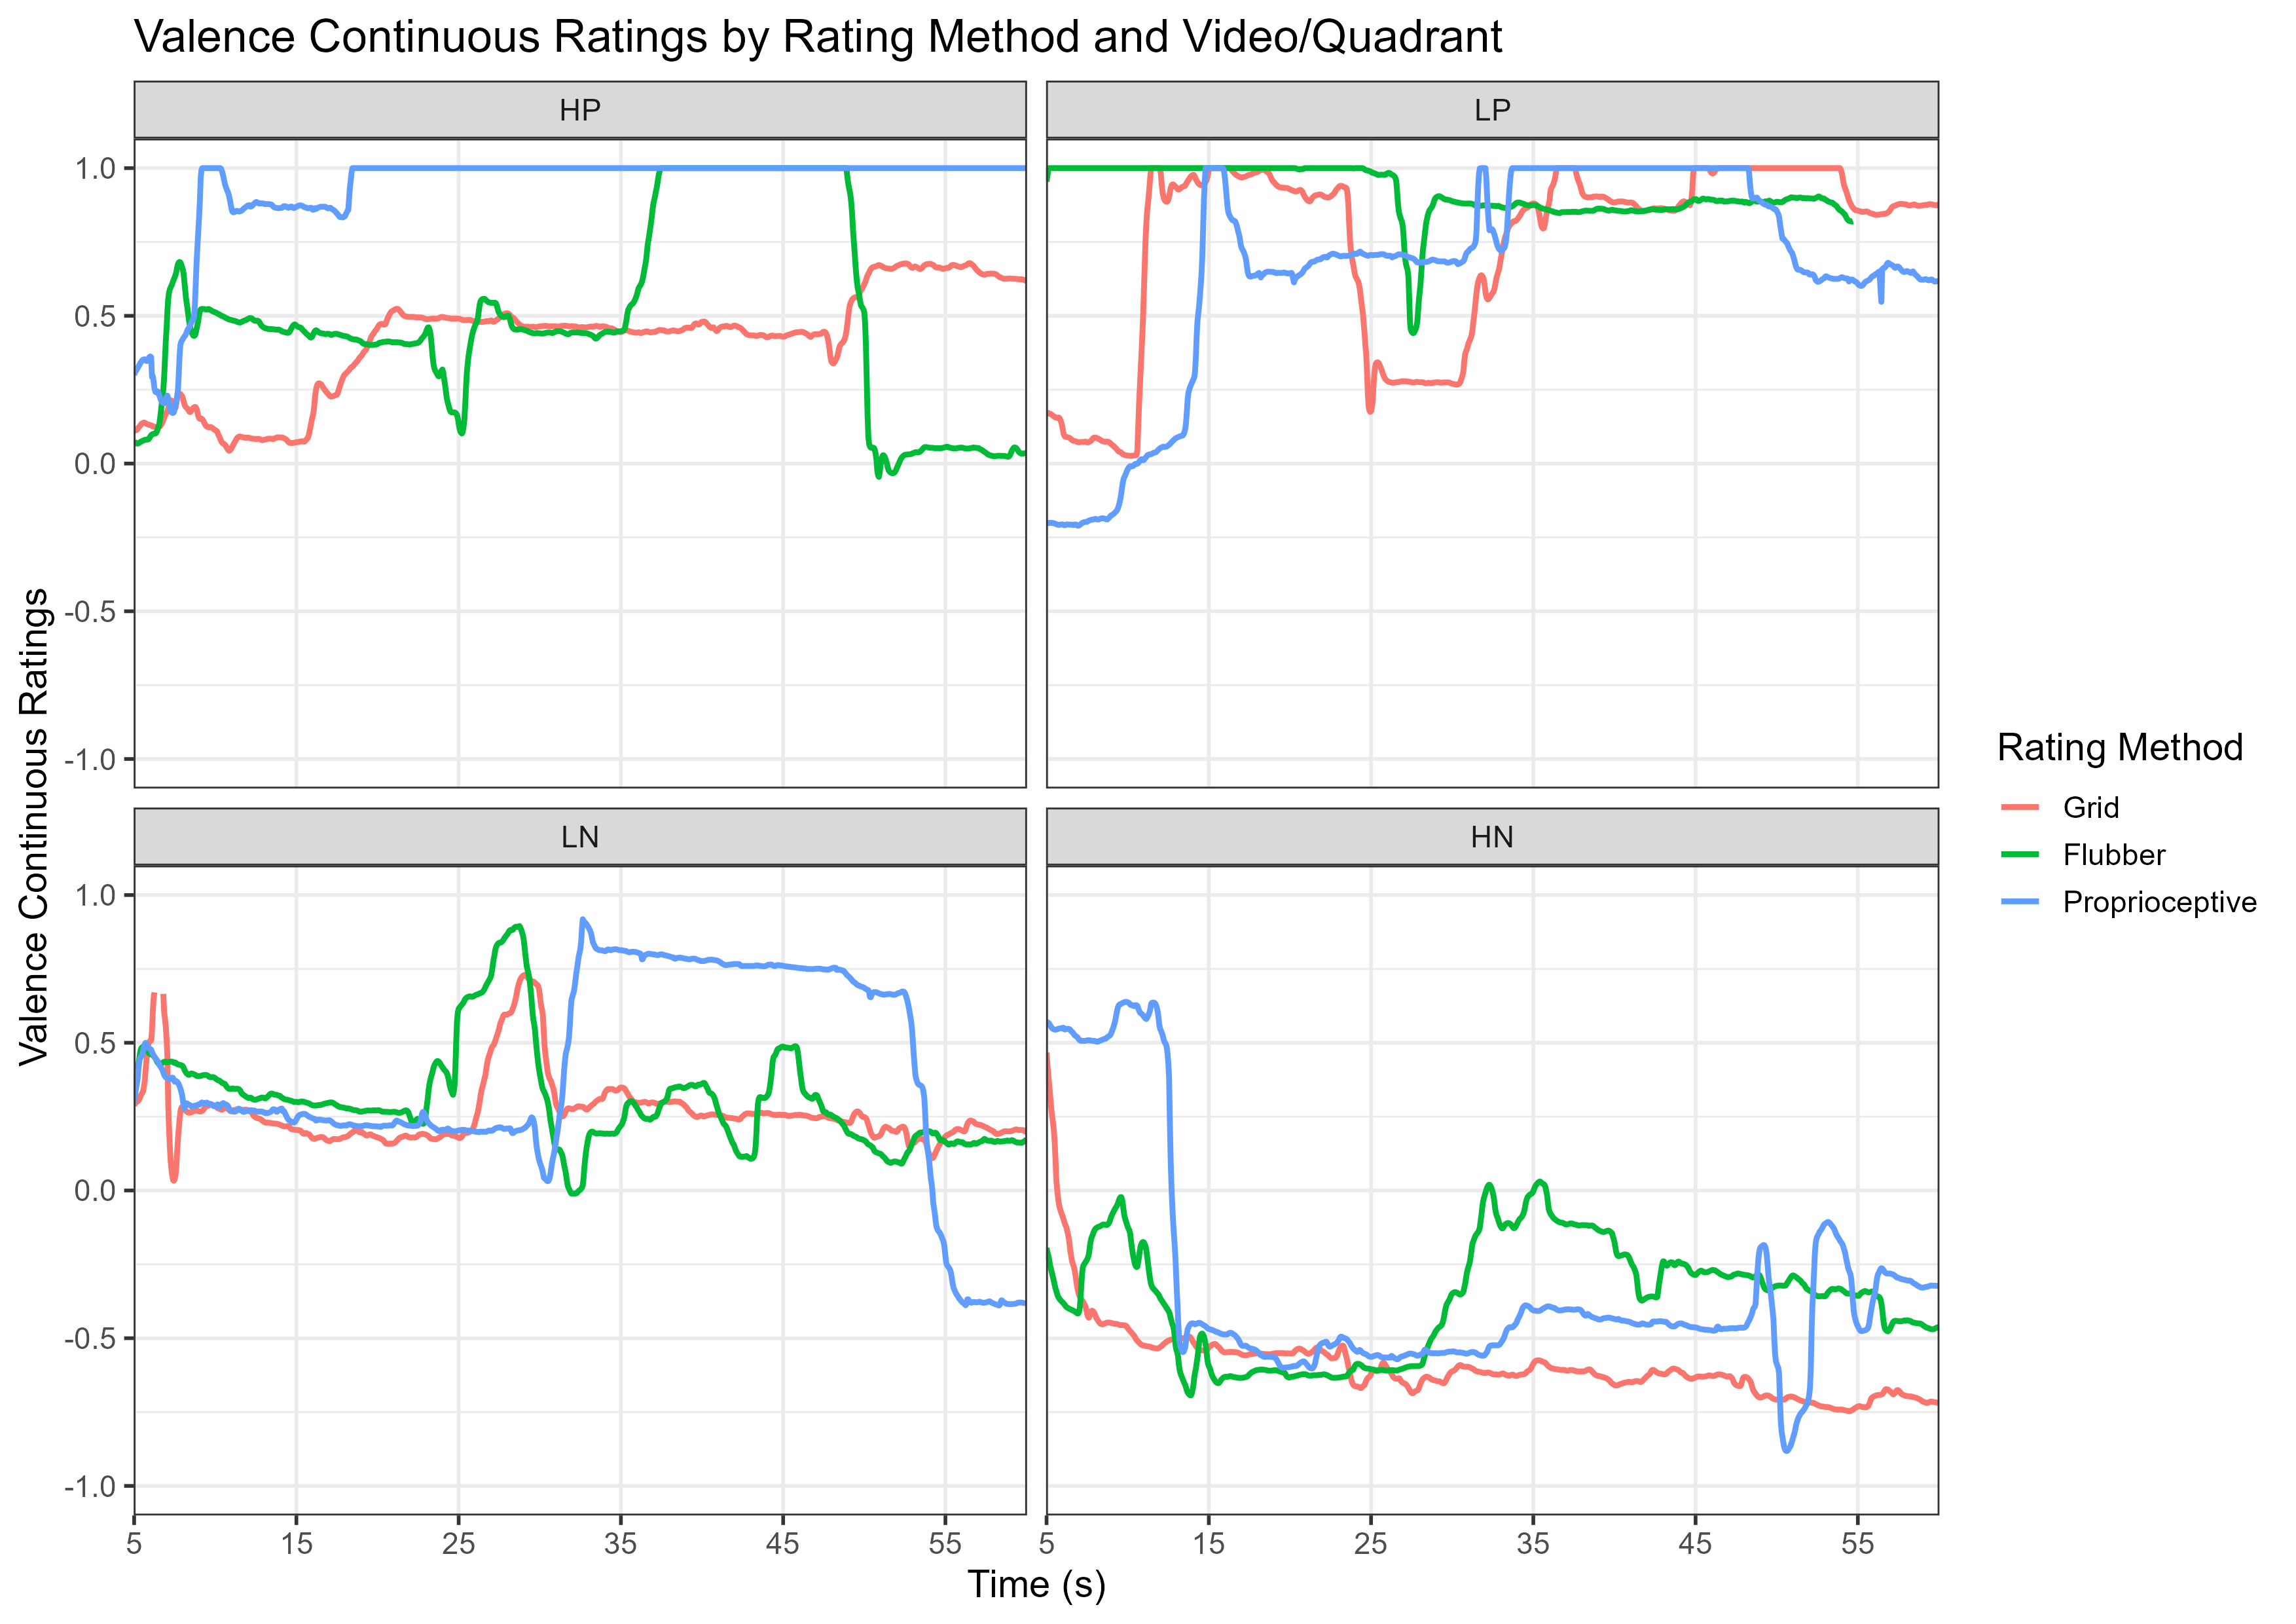 Valence Continuous Ratings by Rating Method and Video/Quadrant
HP
LP
1.0
0.5
0.0
-0.5
-1.0
LN
HN
1.0
0.5
0.0
-0.5
-1.0
Valence Continuous Ratings
5 15 25 35 45 55
5 15 25 35 45 55
Time (s)
Rating Method
Grid
Flubber
Proprioceptive